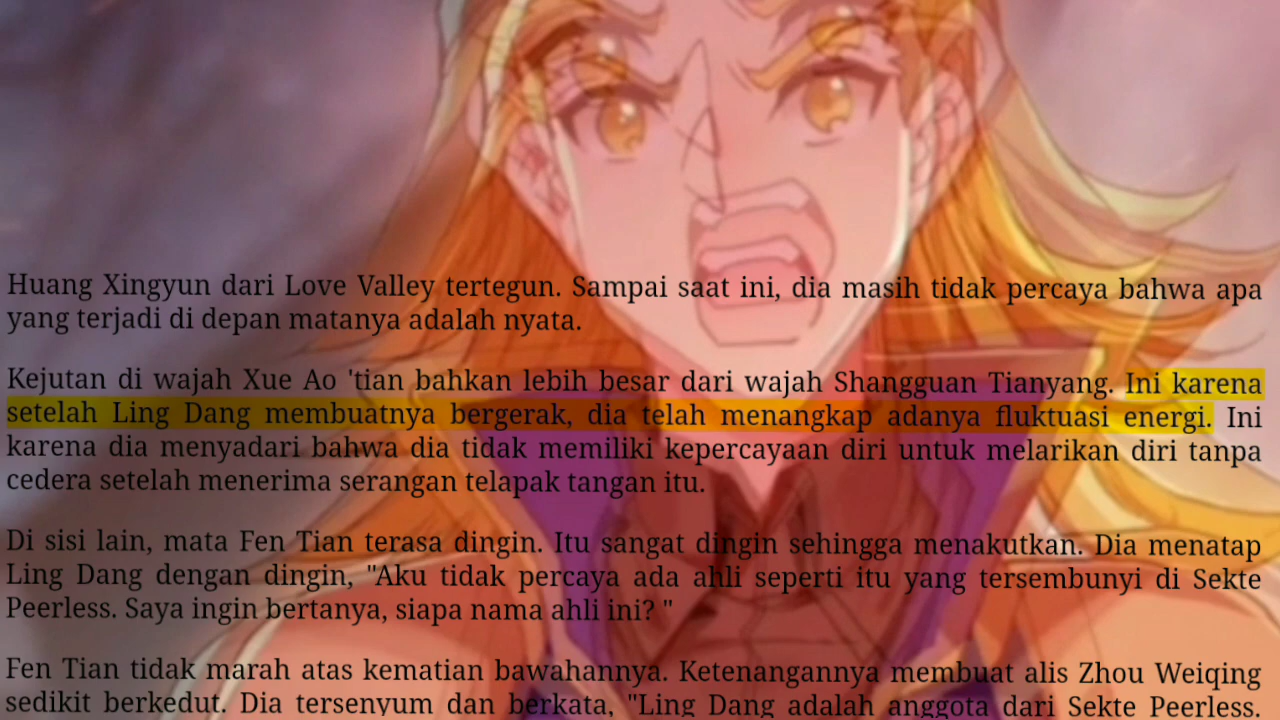 Huang Xingyun dari Love Valley tertegun. Sampai saat ini, dia masih tidak percaya bahwa apa
yang terjadi di depan matanya adalah nyata.
Kejutan di wajah Xue Ao 'tian bahkan lebih besar dari wajah Shangguan Tianyang. Ini karena
setelah Ling Dang membuatnya bergerak, dia telah menangkap adanya fluktuasi energi. Ini
karena dia menyadari bahwa dia tidak memiliki kepercayaan diri untuk melarikan diri tanpa
cedera setelah menerima serangan telapak tangan itu.
Di sisi lain, mata Fen Tian terasa dingin. Itu sangat dingin sehingga menakutkan. Dia menatap
Ling Dang dengan dingin, "Aku tidak percaya ada ahli seperti itu yang tersembunyi di Sekte
Peerless. Saya ingin bertanya, siapa nama ahli ini? "
Fen Tian tidak marah atas kematian bawahannya. Ketenangannya membuat alis Zhou Weiqing
sedikit berkedut. Dia tersenyum dan berkata, "Ling Dang adalah anggota dari Sekte Peerless.